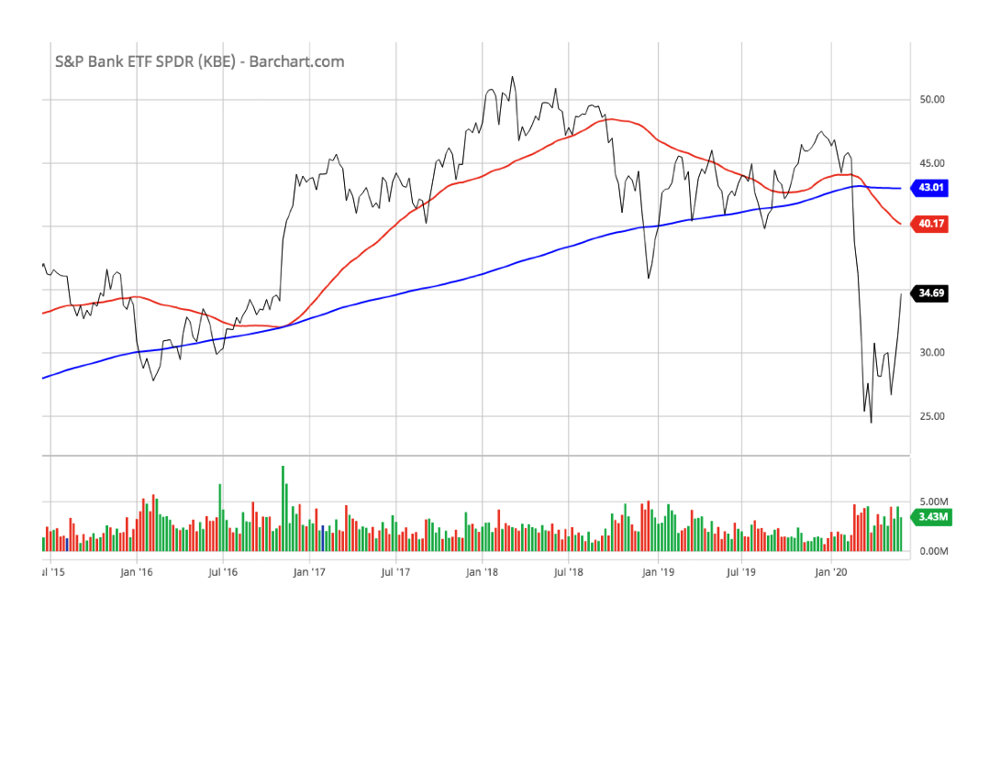 S&P Bank ETF SPDR (KBE) - Barchart.com
50.00
45.00
43.01
40.17
34.69
30.00
25.00
5.00M
3.43M
0.00M
Jan '16
Jul '16
Jan '17
Jul '17
Jan '18
Jul '18
Jan '19
Jul '19
Jan '20